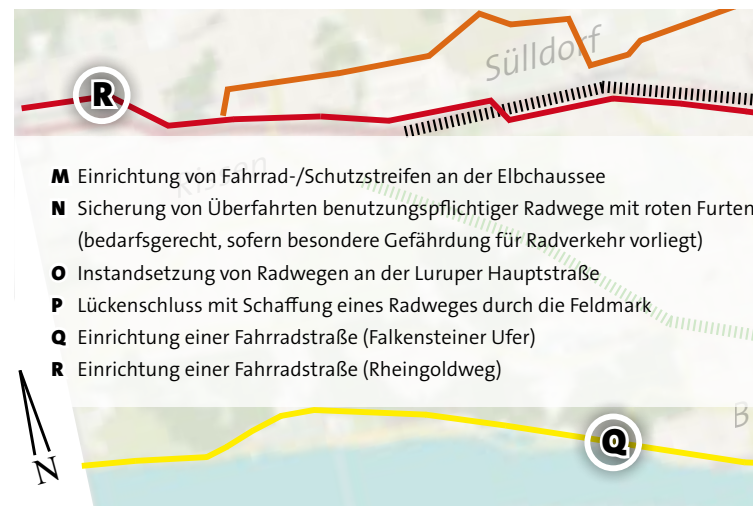 Sülldorf
R
Rissen
M Einrichtung von Fahrrad-/Schutzstreifen an der Elbchaussee
N Sicherung von Überfahrten benutzungspflichtiger Radwege mit roten Furten
(bedarfsgerecht, sofern besondere Gefährdung für Radverkehr vorliegt)
O Instandsetzung von Radwegen an der Luruper Hauptstraße
P Lückenschluss mit Schaffung eines Radweges durch die Feldmark
Q Einrichtung einer Fahrradstraße (Falkensteiner Ufer)
R Einrichtung einer Fahrradstraße (Rheingoldweg)
B
Q
N